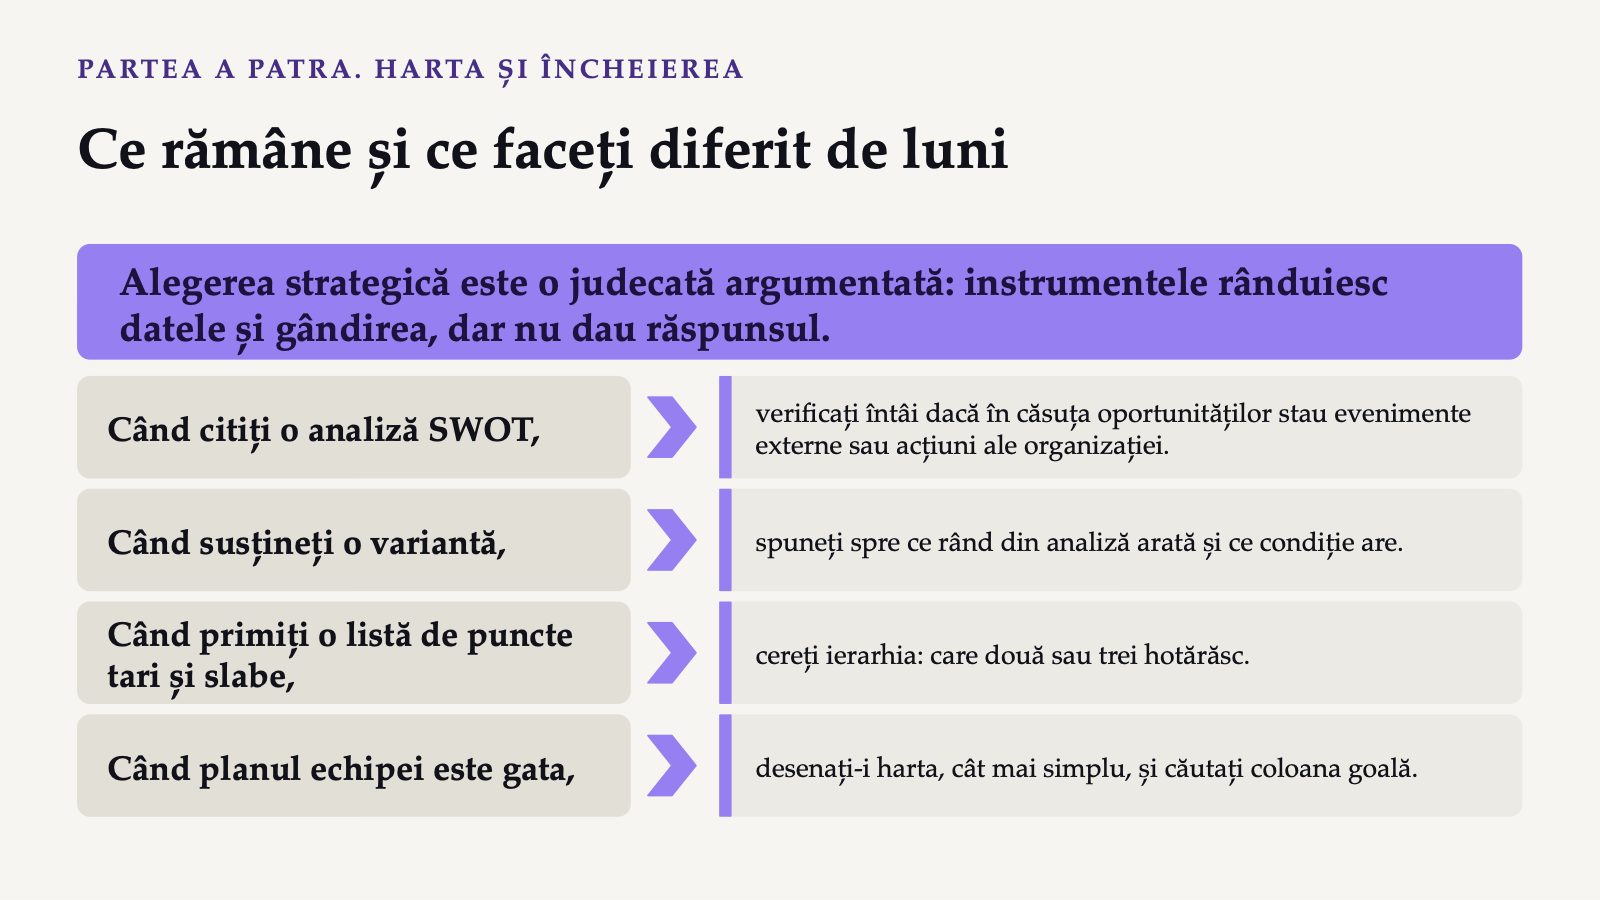 PARTEA A PATRA. HARTA ȘI ÎNCHEIEREA
Ce rămâne și ce faceți diferit de luni
Alegerea strategică este o judecată argumentată: instrumentele rânduiesc
datele și gândirea, dar nu dau răspunsul.
Când citiți o analiză SWOT,
verificați întâi dacă în căsuța oportunităților stau evenimente
externe sau acțiuni ale organizației.
Când susțineți o variantă,
spuneți spre ce rând din analiză arată și ce condiție are.
Când primiți o listă de puncte
tari și slabe,
cereți ierarhia: care două sau trei hotărăsc.
Când planul echipei este gata,
desenați-i harta, cât mai simplu, și căutați coloana goală.